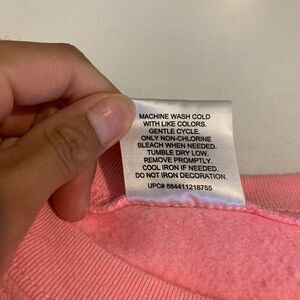 MACHINE WASH COLD
WITH LIKE COLORS.
GENTLE CYCLE.
ONLY NON-CHLORINE
BLEACH WHEN NEEDED.
TUMBLE DRY LOW.
REMOVE PROMPTLY.
COOL IRON IF NEEDED.
DO NOT IRON DECORATION.
UPC# 884411218755